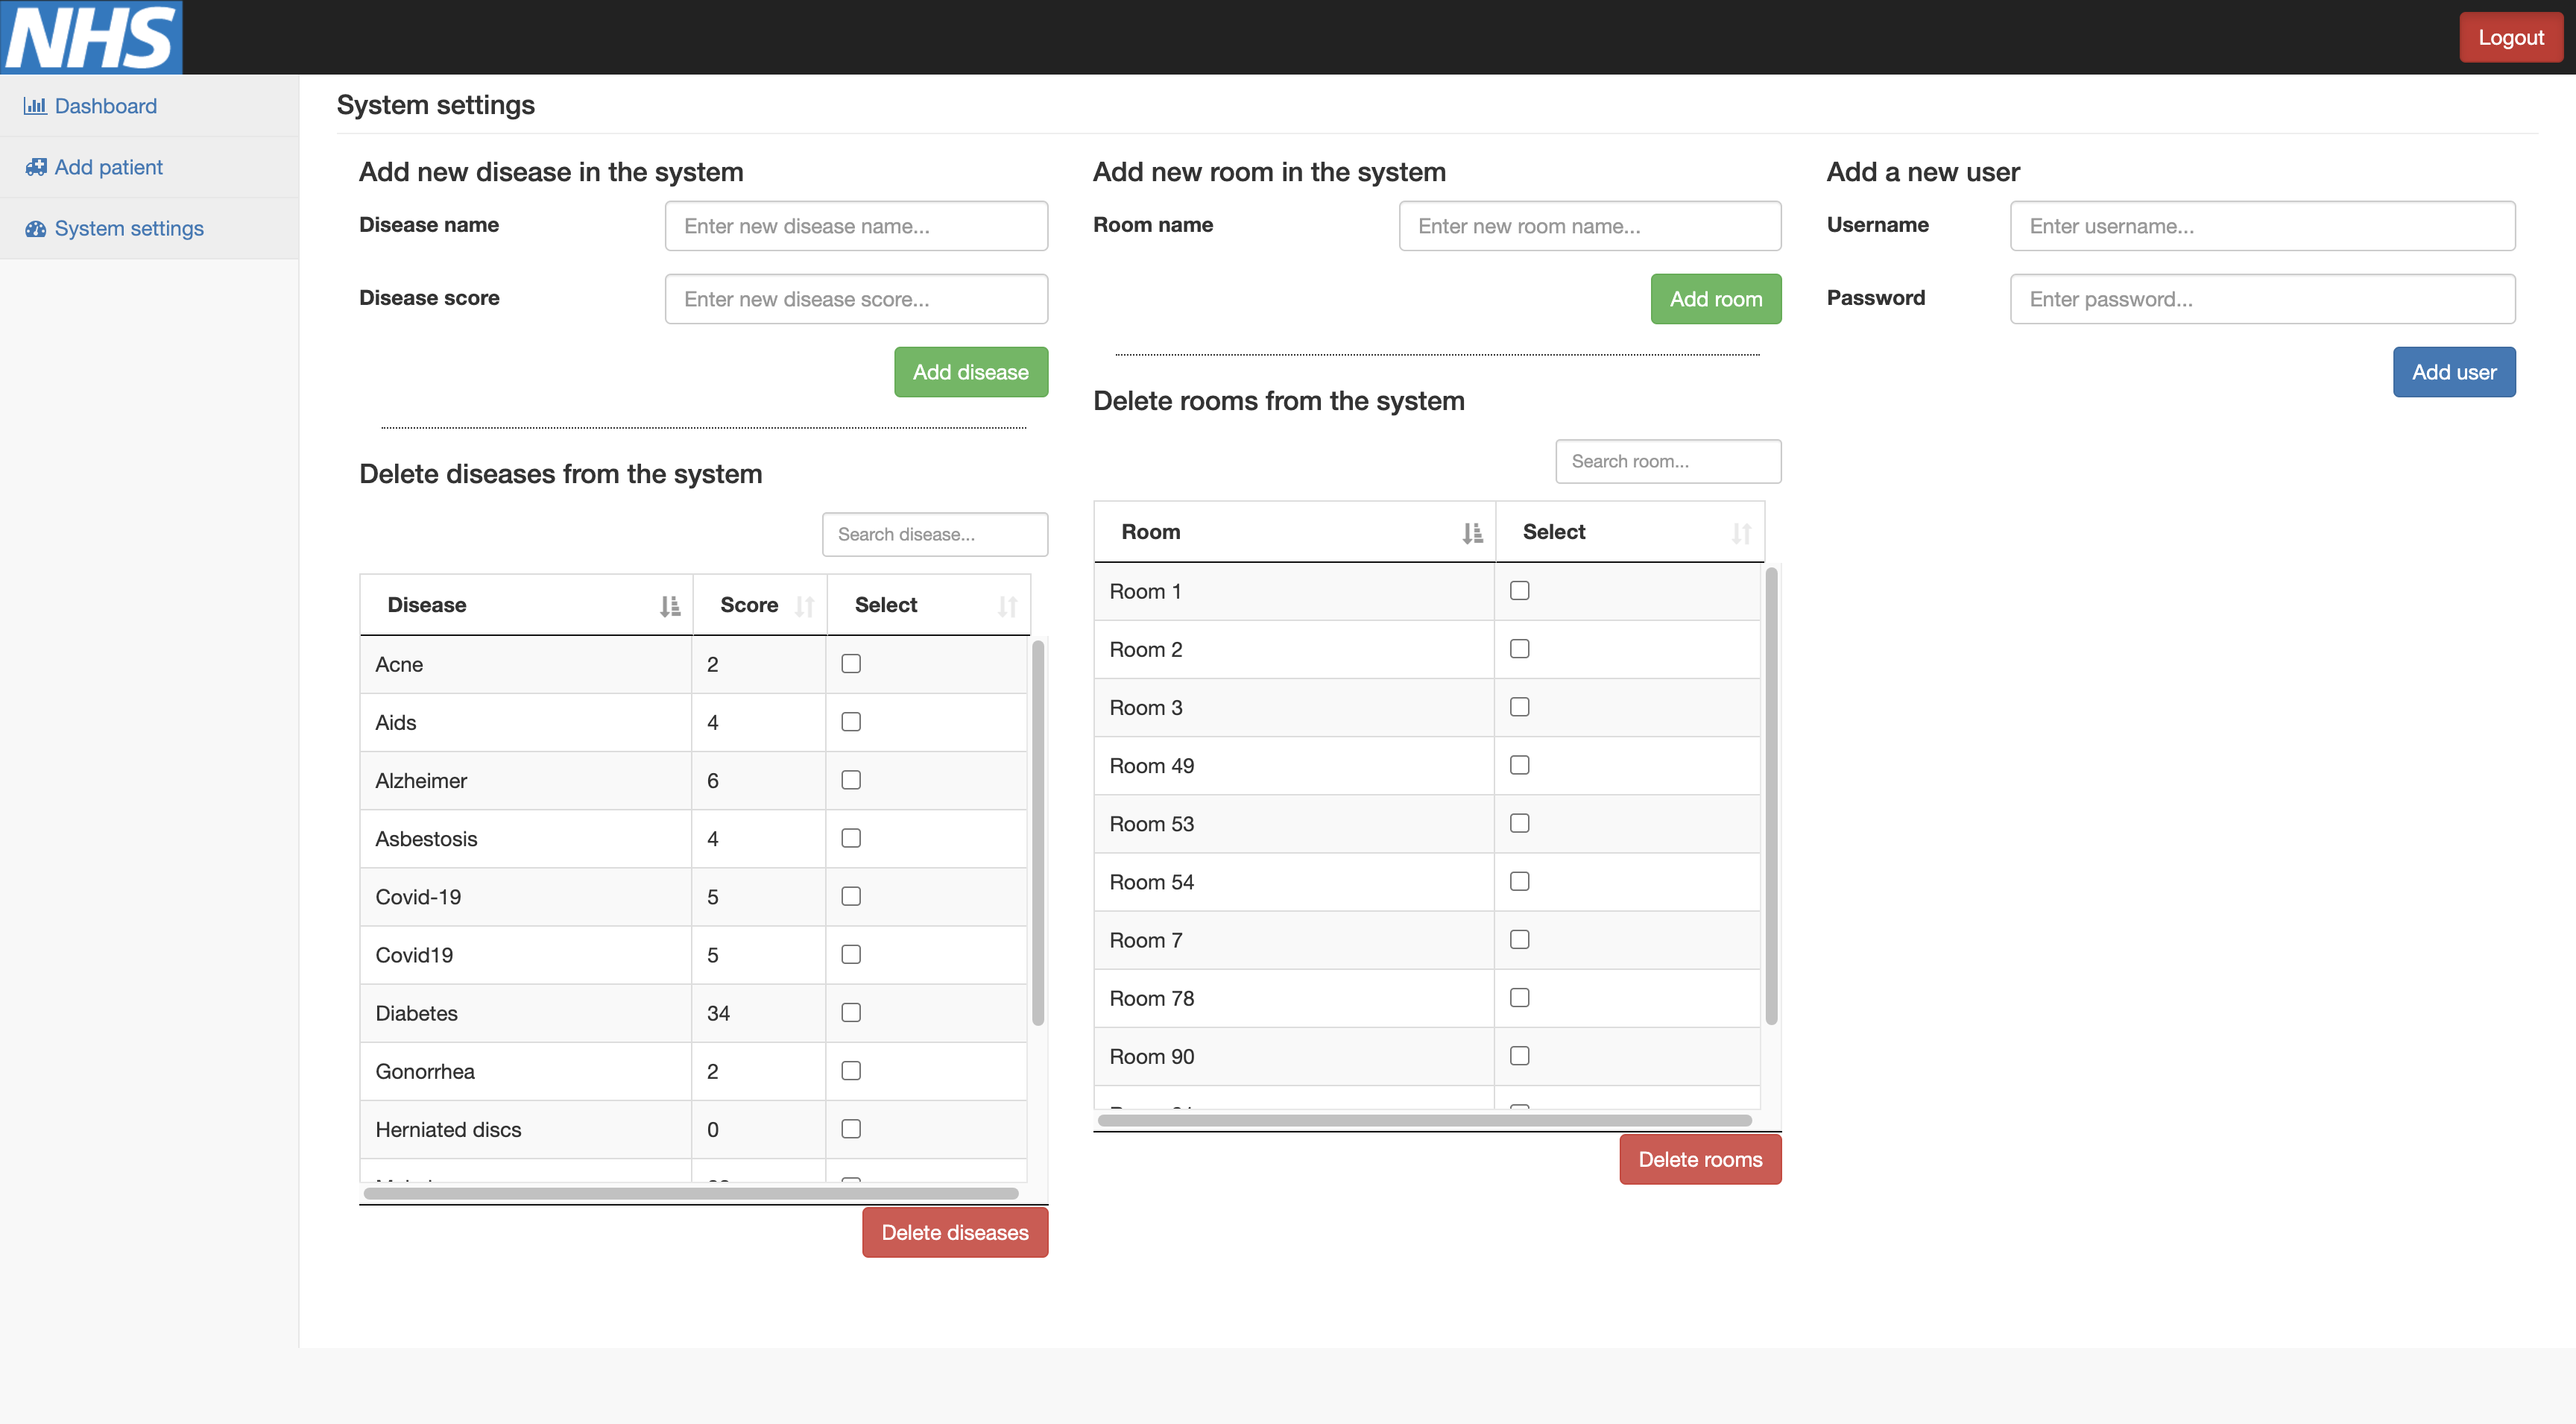 NHS
Logout
Dashboard
Add patient
System settings
System settings
Add new disease in the system
Disease name
Enter new disease name...
Disease score
Enter new disease score...
Add disease
Delete diseases from the system
Search disease...
Disease Score Select
Acne 2
Aids 4
Alzheimer 6
Asbestosis 4
Covid-19 5
Covid19 5
Diabetes 34
Gonorrhea 2
Herniated discs 0
Delete diseases
Add new room in the system
Room name
Enter new room name...
Add room
Delete rooms from the system
Search room...
Room Select
Room 1
Room 2
Room 3
Room 49
Room 53
Room 54
Room 7
Room 78
Room 90
Delete rooms
Add a new user
Username
Enter username...
Password
Enter password...
Add user